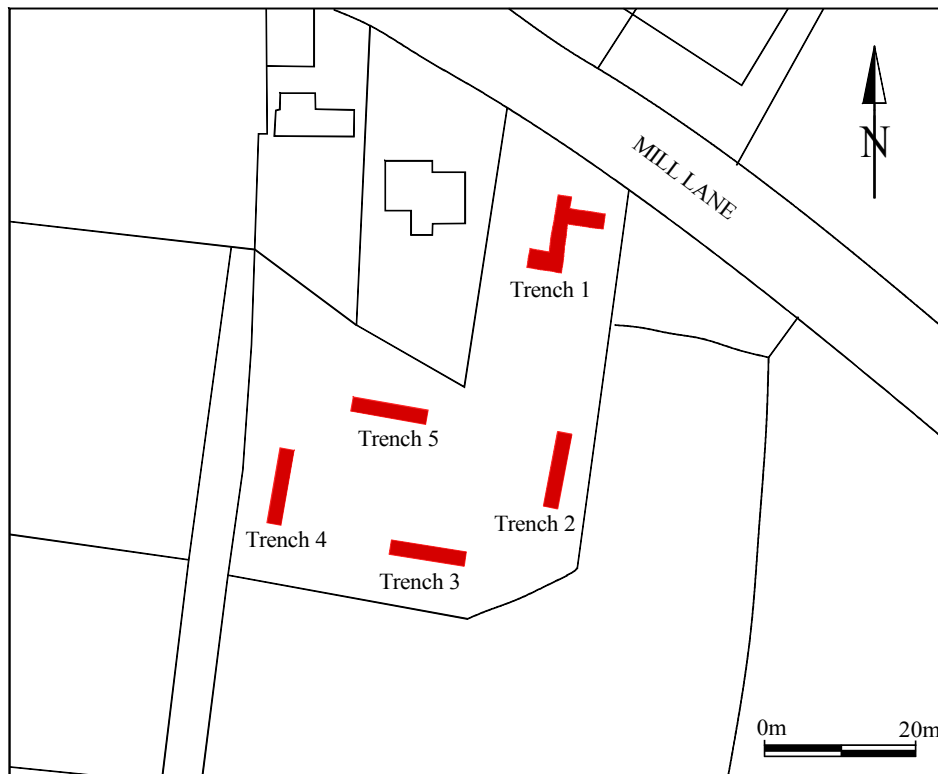 N
MILL LANE
Trench 1
Trench 5
Trench 2
Trench 4
Trench 3
0m 20m